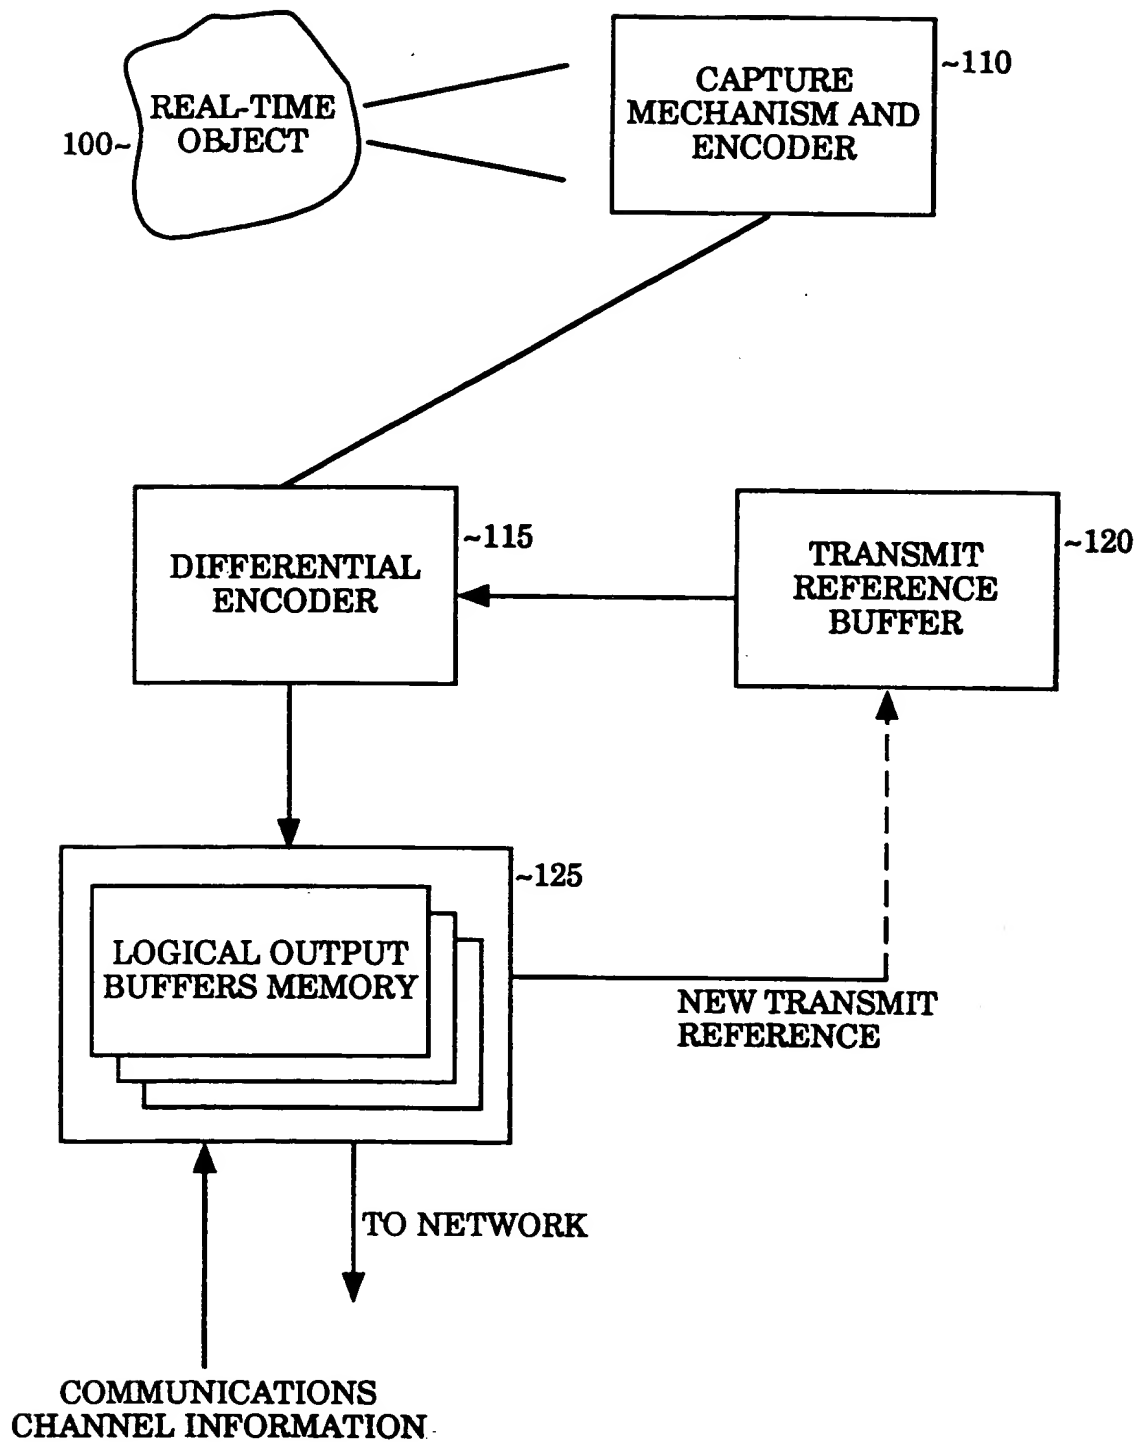 REAL-TIME
OBJECT
100~
CAPTURE
MECHANISM AND
ENCODER
~110
DIFFERENTIAL
ENCODER
~115
TRANSMIT
REFERENCE
BUFFER
~120
~125
LOGICAL OUTPUT
BUFFERS MEMORY
NEW TRANSMIT
REFERENCE
TO NETWORK
COMMUNICATIONS
CHANNEL INFORMATION